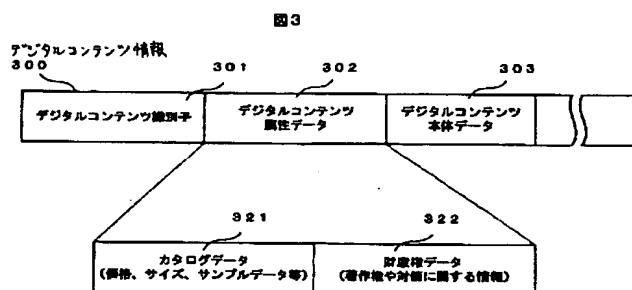 図3
デジタルコンテンツ情報
300
301
302
303
デジタルコンテンツ識別子
デジタルコンテンツ
属性データ
デジタルコンテンツ
本体データ
321
322
カタログデータ
(価格、サイズ、サンプルデータ等)
財産権データ
(著作権や対価に関する情報)